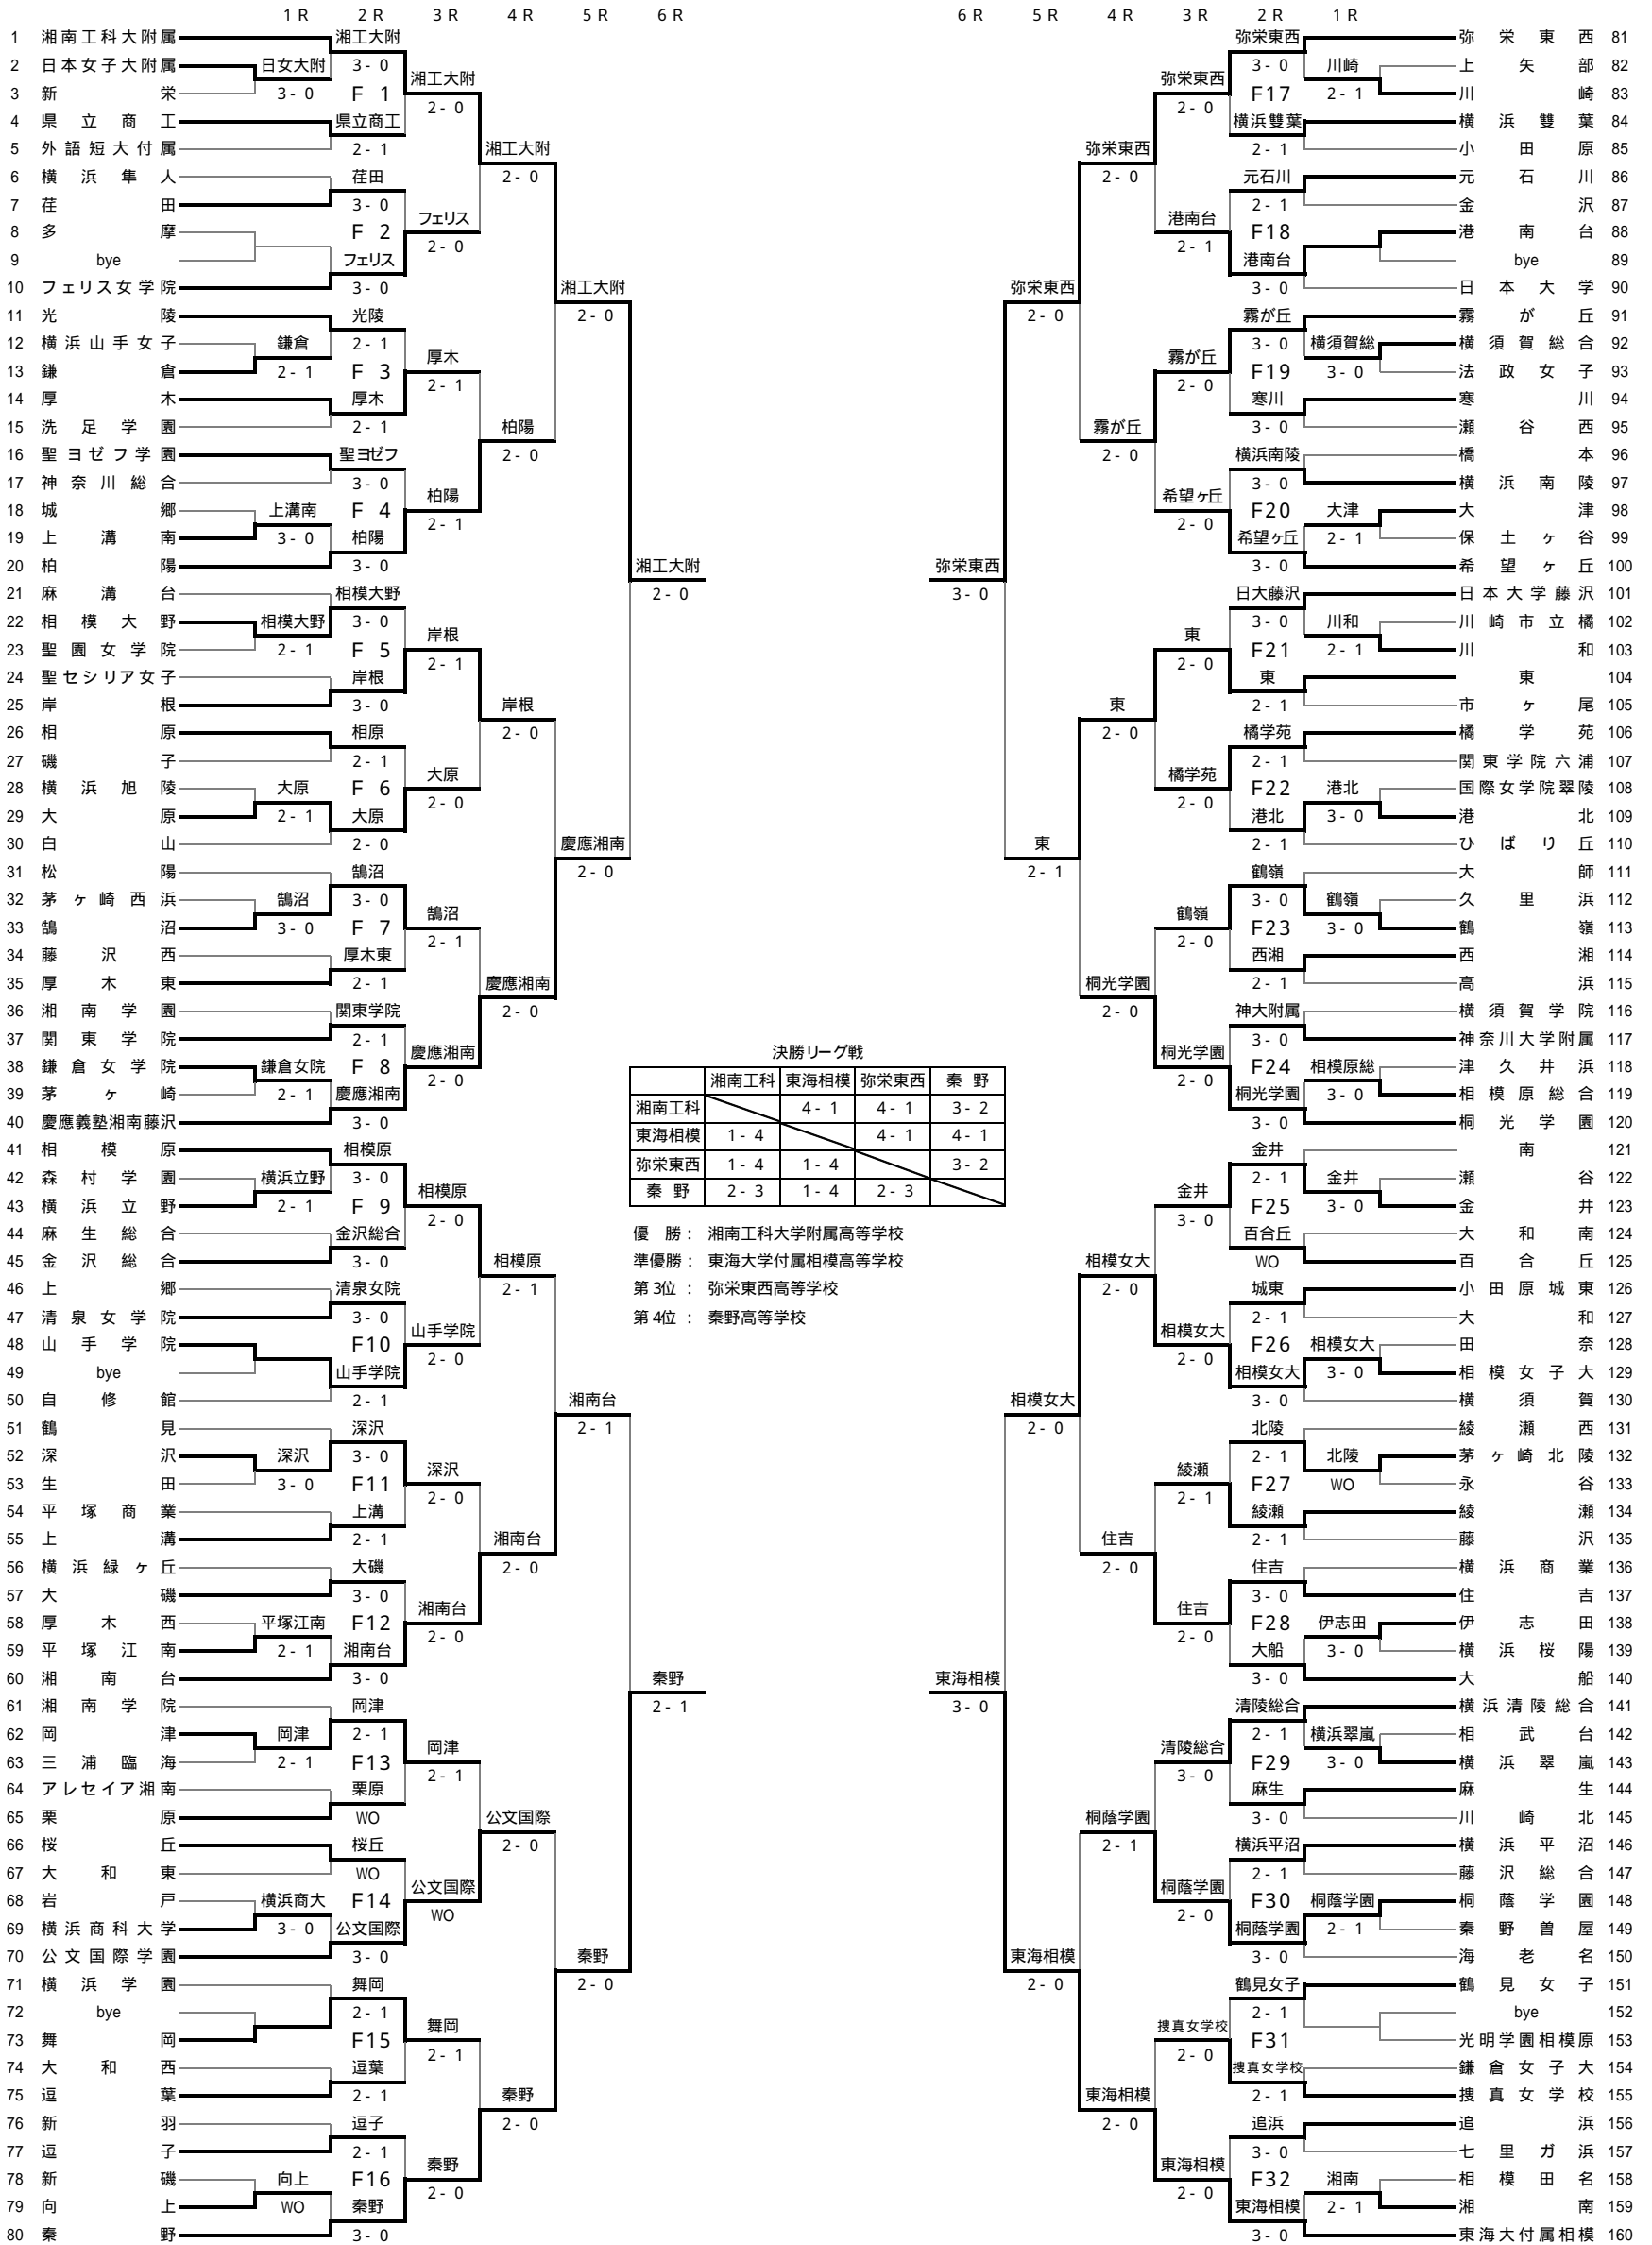 1R 2R 3R 4R 5R 6R 6R 5R 4R 3R 2R 1R
1 湘南工科大附属 湘工大附 弥栄東西 弥栄東西 81
2 日本女子大附属 日女大附 3-0 湘工大附 弥栄東西 3-0 川崎 上矢部 82
3 新栄 3-0 F 1 2-0 2-0 F17 2-1 川崎 83
4 県立商工 県立商工 横浜雙葉 横浜雙葉 84
5 外語短大付属 2-1 湘工大附 弥栄東西 2-1 小田原 85
6 横浜隼人 荏田 2-0 2-0 元石川 元石川 86
7 荏田 3-0 フェリス 港南台 2-1 金沢 87
8 多摩 F 2 2-0 2-1 F18 港南台 88
9 bye フェリス 港南台 bye 89
10 フェリス女学院 3-0 湘工大附 弥栄東西 3-0 日本大学 90
11 光陵 光陵 2-0 2-0 霧が丘 霧が丘 91
12 横浜山手女子 鎌倉 2-1 厚木 霧が丘 3-0 横須賀総 横須賀総合 92
13 鎌倉 2-1 F 3 2-1 2-0 F19 3-0 法政女子 93
14 厚木 厚木 寒川 寒川 94
15 洗足学園 2-1 柏陽 霧が丘 3-0 瀬谷西 95
16 聖ヨゼフ学園 聖ヨゼフ 2-0 2-0 横浜南陵 橋本 96
17 神奈川総合 3-0 柏陽 希望ヶ丘 3-0 横浜南陵 97
18 城郷 上溝南 F 4 2-1 2-0 F20 大津 大津 98
19 上溝南 3-0 柏陽 希望ヶ丘 2-1 保土ヶ谷 99
20 柏陽 3-0 湘工大附 弥栄東西 3-0 希望ヶ丘 100
21 麻溝台 相模大野 2-0 3-0 日大藤沢 日本大学藤沢 101
22 相模大野 相模大野 3-0 岸根 東 3-0 川和 川崎市立橘 102
23 聖園女学院 2-1 F 5 2-1 2-0 F21 2-1 川和 103
24 聖セシリア女子 岸根 東 東 104
25 岸根 3-0 岸根 東 2-1 市ヶ尾 105
26 相原 相原 2-0 2-0 橘学苑 橘学苑 106
27 磯子 2-1 大原 橘学苑 2-1 関東学院六浦 107
28 横浜旭陵 大原 F 6 2-0 2-0 F22 港北 国際女学院翠陵 108
29 大原 2-1 大原 港北 3-0 港北 109
30 白山 2-0 慶應湘南 東 2-1 ひばり丘 110
31 松陽 鵠沼 2-0 2-1 鶴嶺 大師 111
32 茅ヶ崎西浜 鵠沼 3-0 鵠沼 鶴嶺 3-0 鶴嶺 久里浜 112
33 鵠沼 3-0 F 7 2-1 2-0 F23 3-0 鶴嶺 113
34 藤沢西 厚木東 西湘 西湘 114
35 厚木東 2-1 慶應湘南 桐光学園 2-1 高浜 115
36 湘南学園 関東学院 2-0 2-0 神大附属 横須賀学院 116
37 関東学院 2-1 慶應湘南 桐光学園 3-0 神奈川大学附属 117
38 鎌倉女学院 鎌倉女院 F 8 2-0 2-0 F24 相模原総 津久井浜 118
39 茅ヶ崎 2-1 慶應湘南 桐光学園 3-0 相模原総合 119
40 慶應義塾湘南藤沢 3-0 3-0 桐光学園 120
決勝リーグ戦
湘南工科 東海相模 弥栄東西 秦野
湘南工科 4-1 4-1 3-2
東海相模 1-4 4-1 4-1
弥栄東西 1-4 1-4 3-2
秦野 2-3 1-4 2-3
優勝: 湘南工科大学附属高等学校
準優勝: 東海大学付属相模高等学校
第3位: 弥栄東西高等学校
第4位: 秦野高等学校
41 相模原 相模原 金井 南 121
42 森村学園 横浜立野 3-0 相模原 金井 2-1 金井 瀬谷 122
43 横浜立野 2-1 F 9 2-0 3-0 F25 3-0 金井 123
44 麻生総合 金沢総合 百合丘 大和南 124
45 金沢総合 3-0 相模原 相模女大 WO 百合丘 125
46 上郷 清泉女院 2-1 2-0 城東 小田原城東 126
47 清泉女学院 3-0 山手学院 相模女大 2-1 大和 127
48 山手学院 F10 2-0 2-0 F26 相模女大 田奈 128
49 bye 山手学院 相模女大 3-0 相模女子大 129
50 自修館 2-1 湘南台 相模女大 3-0 横須賀 130
51 鶴見 深沢 2-1 2-0 北陵 綾瀬西 131
52 深沢 深沢 3-0 深沢 綾瀬 2-1 北陵 茅ヶ崎北陵 132
53 生田 3-0 F11 2-0 2-1 F27 WO 永谷 133
54 平塚商業 上溝 綾瀬 綾瀬 134
55 上溝 2-1 湘南台 住吉 2-1 藤沢 135
56 横浜緑ヶ丘 大磯 2-0 2-0 住吉 横浜商業 136
57 大磯 3-0 湘南台 住吉 3-0 住吉 137
58 厚木西 平塚江南 F12 2-0 2-0 F28 伊志田 伊志田 138
59 平塚江南 2-1 湘南台 大船 3-0 横浜桜陽 139
60 湘南台 3-0 秦野 東海相模 3-0 大船 140
61 湘南学院 岡津 2-1 3-0 清陵総合 横浜清陵総合 141
62 岡津 岡津 2-1 岡津 清陵総合 2-1 横浜翠嵐 相武台 142
63 三浦臨海 2-1 F13 2-1 3-0 F29 3-0 横浜翠嵐 143
64 アレセイア湘南 栗原 麻生 麻生 144
65 栗原 WO 公文国際 桐蔭学園 3-0 川崎北 145
66 桜丘 桜丘 2-0 2-1 横浜平沼 横浜平沼 146
67 大和東 WO 公文国際 桐蔭学園 2-1 藤沢総合 147
68 岩戸 横浜商大 F14 WO 2-0 F30 桐蔭学園 桐蔭学園 148
69 横浜商科大学 3-0 公文国際 桐蔭学園 2-1 秦野曽屋 149
70 公文国際学園 3-0 秦野 東海相模 3-0 海老名 150
71 横浜学園 舞岡 2-0 2-0 鶴見女子 鶴見女子 151
72 bye 2-1 舞岡 捜真女学校 2-1 bye 152
73 舞岡 F15 2-1 2-0 F31 光明学園相模原 153
74 大和西 逗葉 捜真女学校 鎌倉女子大 154
75 逗葉 2-1 秦野 東海相模 2-1 捜真女学校 155
76 新羽 逗子 2-0 2-0 追浜 追浜 156
77 逗子 2-1 秦野 東海相模 3-0 七里ガ浜 157
78 新磯 向上 F16 2-0 2-0 F32 湘南 相模田名 158
79 向上 WO 秦野 東海相模 2-1 湘南 159
80 秦野 3-0 3-0 東海大付属相模 160